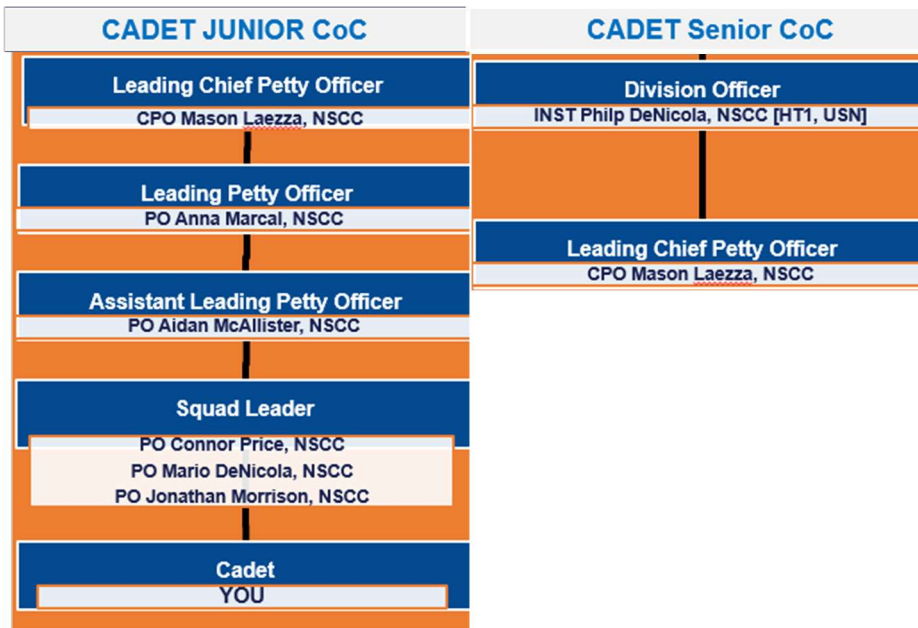 CADET JUNIOR CoC
Leading Chief Petty Officer
CPO Mason Laezza, NSCC
Leading Petty Officer
PO Anna Marcal, NSCC
Assistant Leading Petty Officer
PO Aidan McAllister, NSCC
Squad Leader
PO Connor Price, NSCC
PO Mario DeNicola, NSCC
PO Jonathan Morrison, NSCC
Cadet
YOU
CADET Senior CoC
Division Officer
INST Philp DeNicola, NSCC [HT1, USN]
Leading Chief Petty Officer
CPO Mason Laezza, NSCC